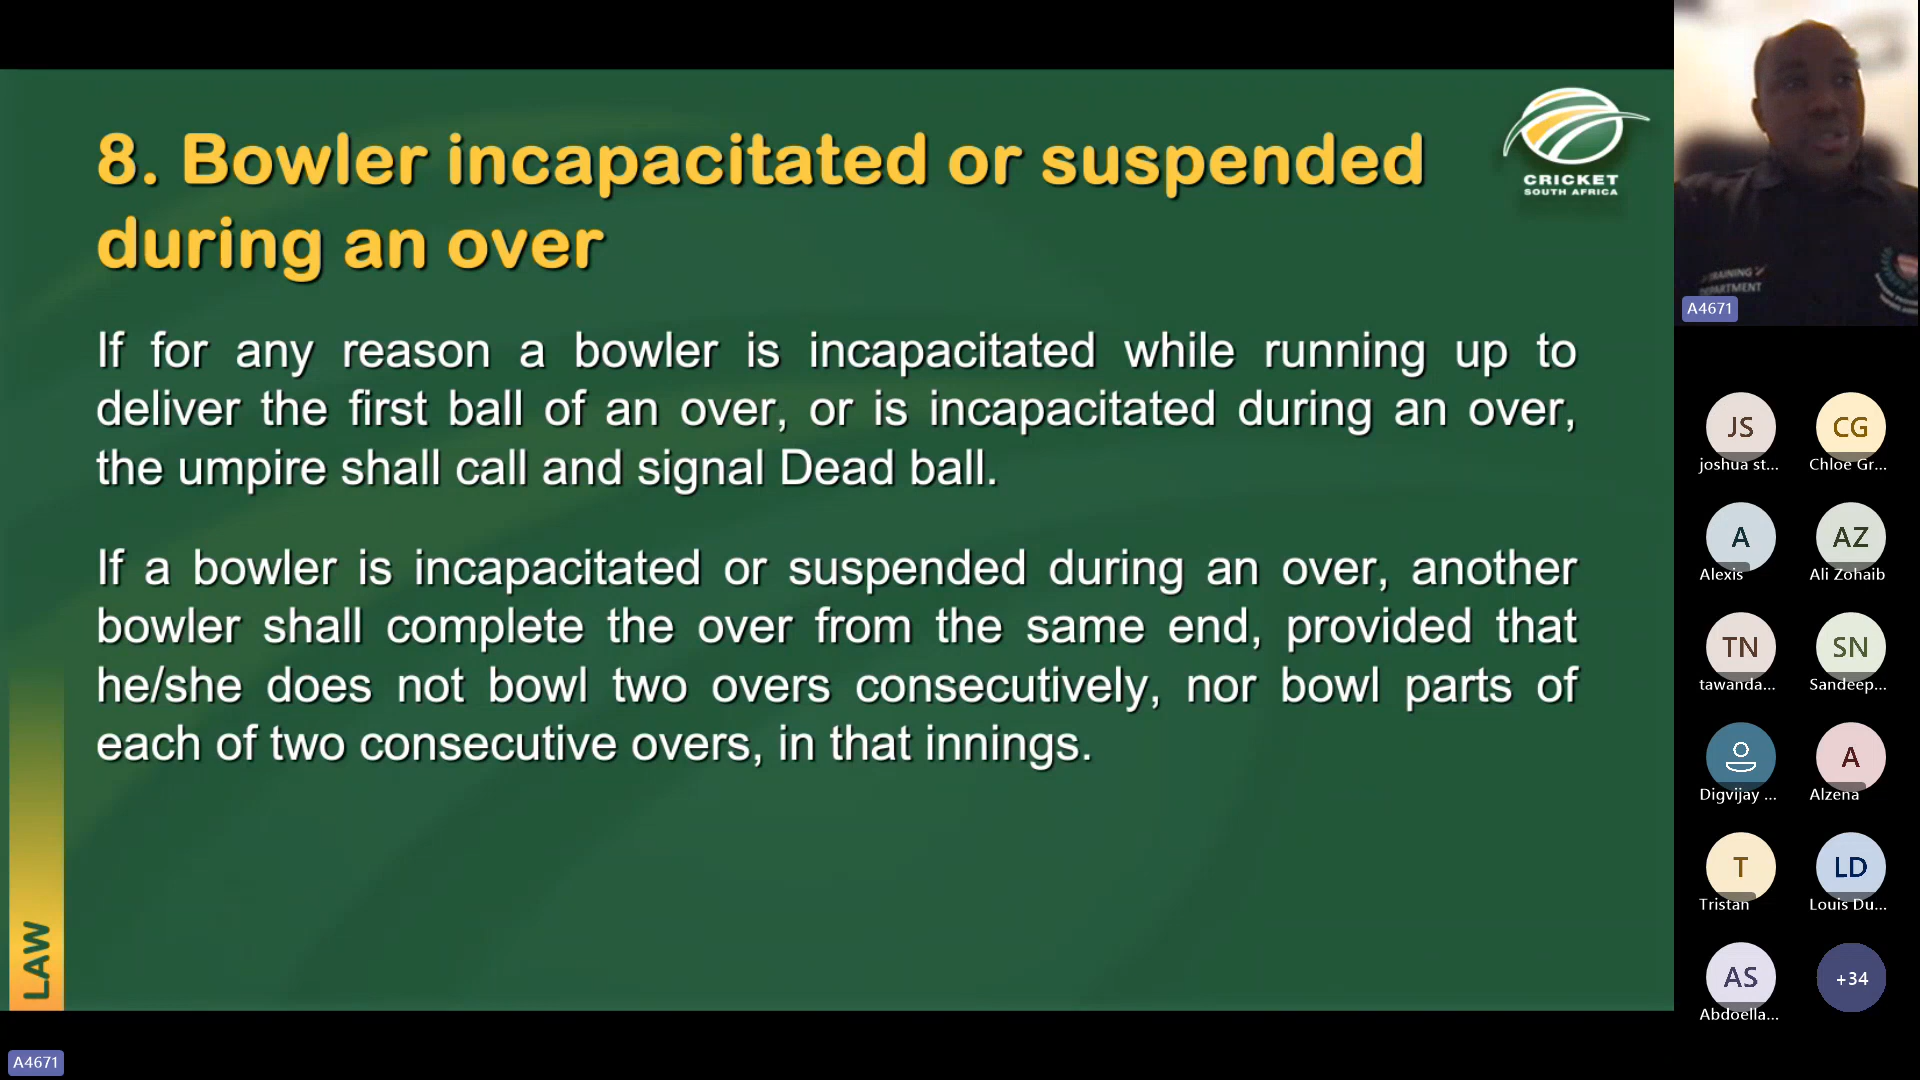 8. Bowler incapacitated or suspended
during an over
CRICKET
SOUTH AFRICA
If for any reason a bowler is incapacitated while running up to
deliver the first ball of an over, or is incapacitated during an over,
the umpire shall call and signal Dead ball.
If a bowler is incapacitated or suspended during an over, another
bowler shall complete the over from the same end, provided that
he/she does not bowl two overs consecutively, nor bowl parts of
each of two consecutive overs, in that innings.
LAW
A4671
TRAINING
A4671
JS
joshua st...
CG
Chloe Gr...
A
Alexis
AZ
Ali Zohaib
TN
tawanda...
SN
Sandeep...
Digvijay ...
A
Alzena
T
Tristan
LD
Louis Du...
AS
Abdoella...
+34